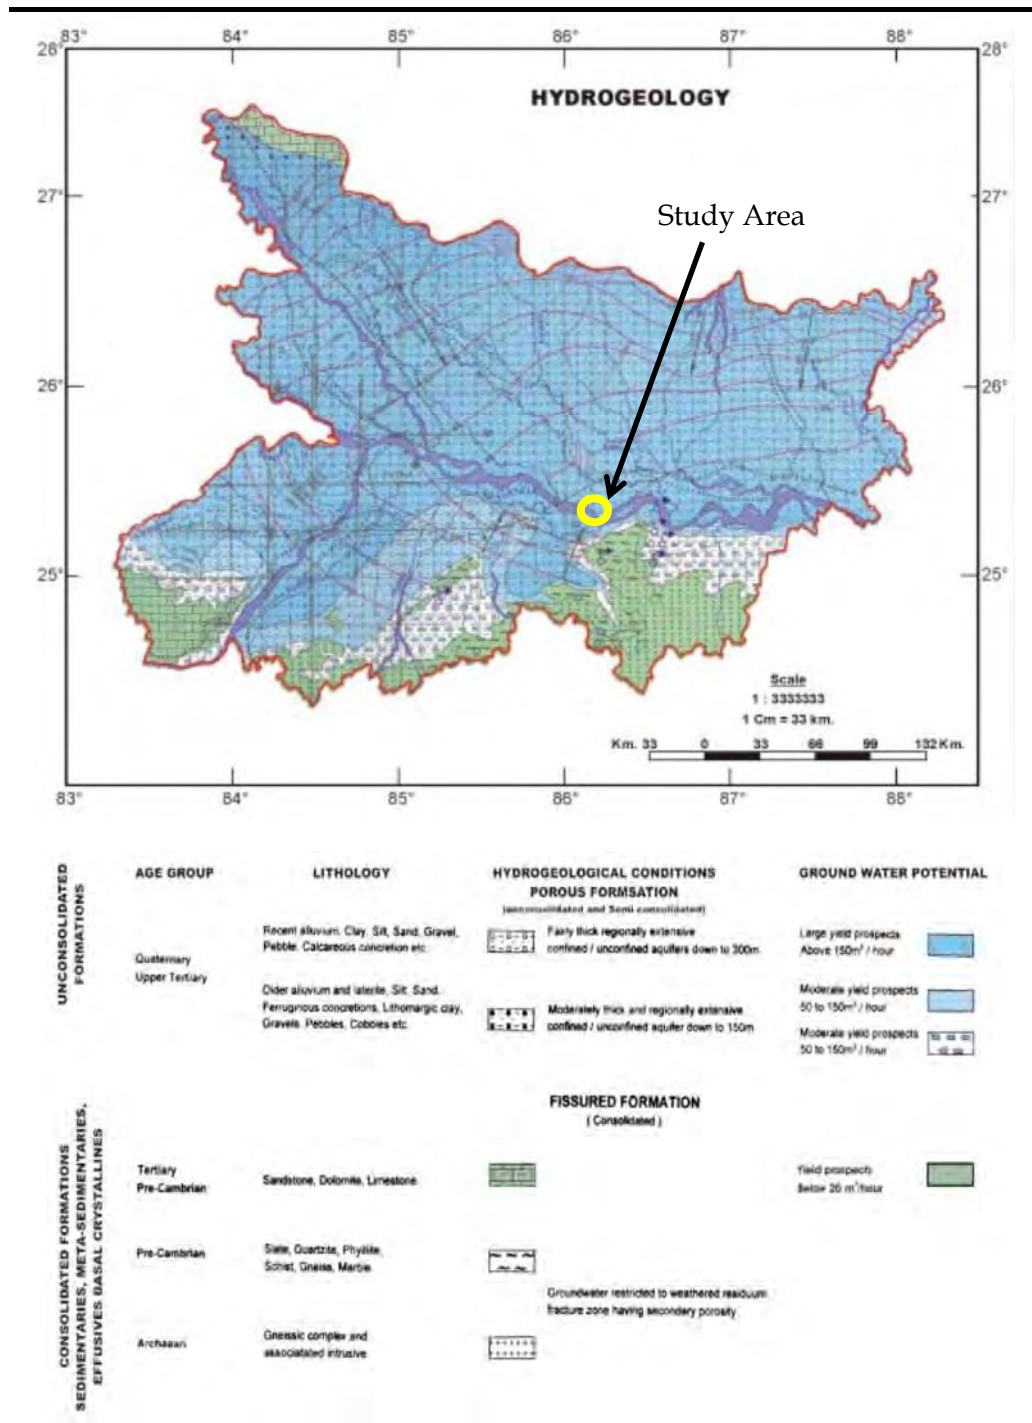 83° 84° 85° 86° 87° 88°
28° 28°
HYDROGEOLOGY
27° 27°
Study Area
26° 26°
25° 25°
Scale
1 : 3333333
1 Cm = 33 km.
Km. 33 0 33 66 99 132 Km.
83° 84° 85° 86° 87° 88°
UNCONSOLIDATED
FORMATIONS
AGE GROUP
LITHOLOGY
HYDROGEOLOGICAL CONDITIONS
POROUS FORMSATION
(unconsolidated and Semi consolidated)
GROUND WATER POTENTIAL
Quaternary
Upper Tertiary
Recent alluvium, Clay, Silt, Sand, Gravel,
Pebble, Calcareous concretion etc.
Fairly thick regionally extensive
confined / unconfined aquifers down to 300m
Large yield prospects
Above 150m³ / hour
Older alluvium and laterite, Silt, Sand,
Ferruginous concretions, Lithomargic clay,
Gravels, Pebbles, Cobbles etc.
Moderately thick and regionally extensive
confined / unconfined aquifer down to 150m
Moderate yield prospects
50 to 150m³ / hour
Moderate yield prospects
50 to 150m³ / hour
CONSOLIDATED FORMATIONS
SEDIMENTARIES, META-SEDIMENTARIES,
EFFUSIVES BASAL CRYSTALLINES
FISSURED FORMATION
( Consolidated )
Tertiary
Pre-Cambrian
Sandstone, Dolomite, Limestone.
Yield prospects
Below 20 m³/hour
Pre-Cambrian
Slate, Quartzite, Phyllite,
Schist, Gneiss, Marble.
Groundwater restricted to weathered residuum
fracture zone having secondery porosity.
Archaean
Gneissic complex and
associatated intrusive